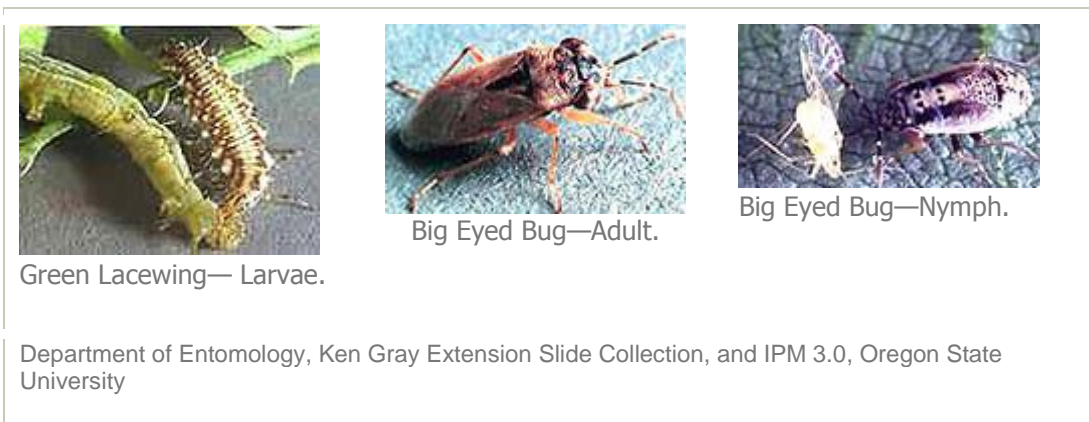 Green Lacewing— Larvae.
Big Eyed Bug—Adult.
Big Eyed Bug—Nymph.
Department of Entomology, Ken Gray Extension Slide Collection, and IPM 3.0, Oregon State
University